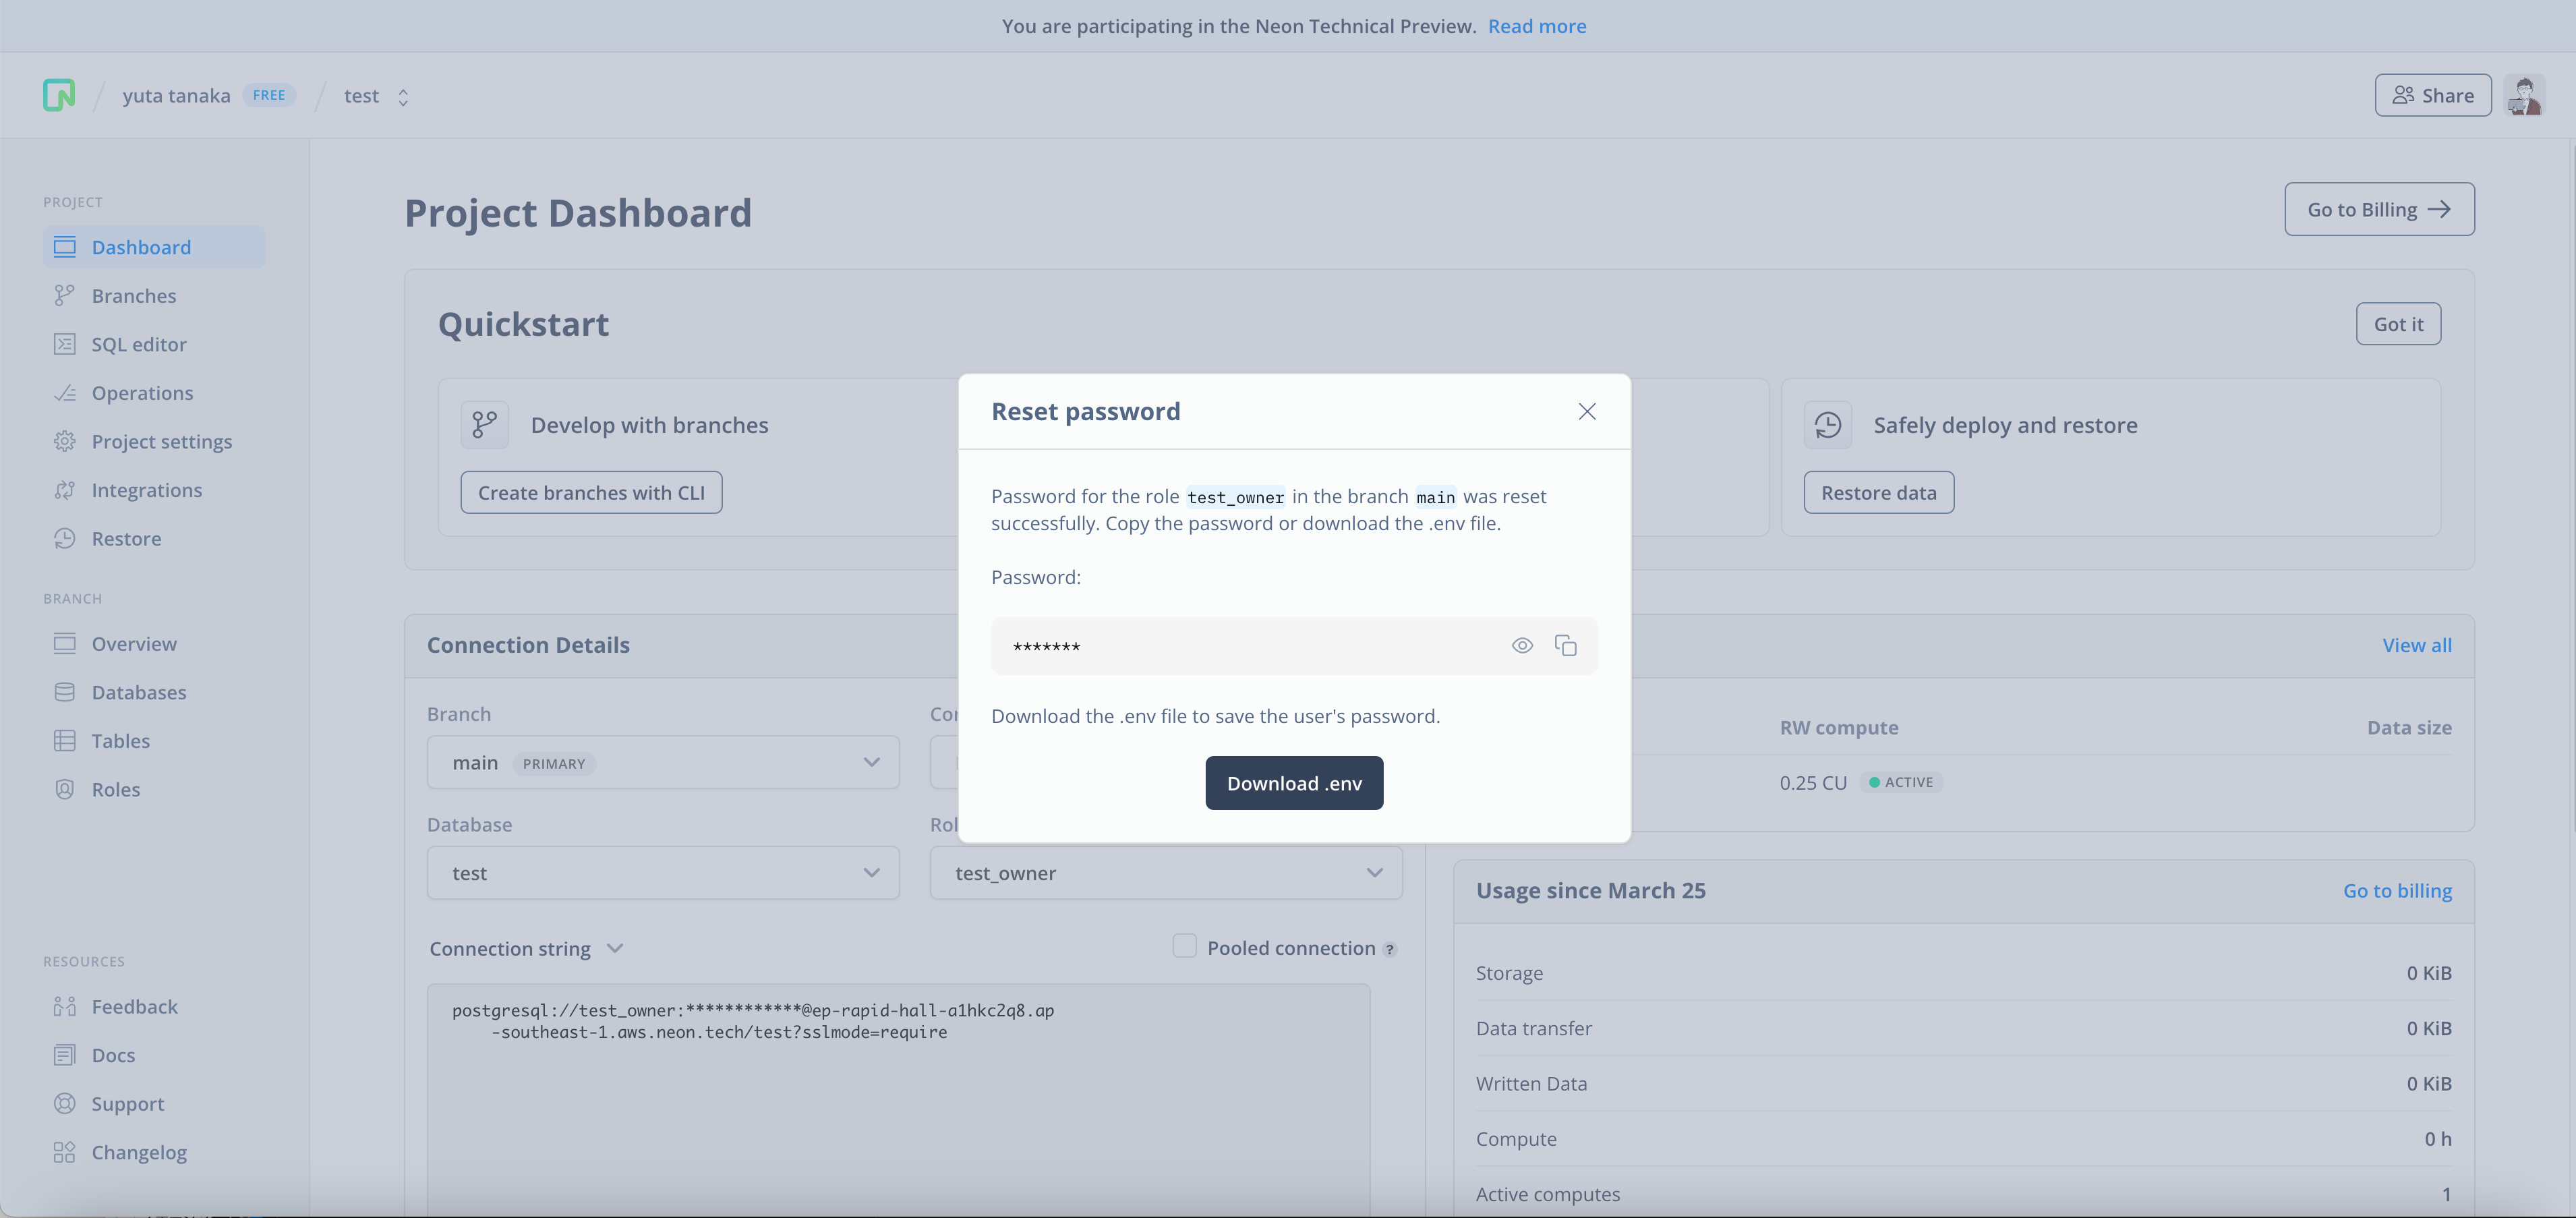 You are participating in the Neon Technical Preview. Read more
yuta tanaka FREE test
Share
PROJECT
Dashboard
Branches
SQL editor
Operations
Project settings
Integrations
Restore
BRANCH
Overview
Databases
Tables
Roles
RESOURCES
Feedback
Docs
Support
Changelog
Project Dashboard
Go to Billing
Quickstart
Got it
Develop with branches
Create branches with CLI
Safely deploy and restore
Restore data
Reset password
Password for the role test_owner in the branch main was reset
successfully. Copy the password or download the .env file.
Password:
*******
Download the .env file to save the user's password.
Download .env
Connection Details
Branch
main PRIMARY
Database
test
test_owner
Connection string
Pooled connection ?
postgresql://test_owner:************@ep-rapid-hall-a1hkc2q8.ap
-southeast-1.aws.neon.tech/test?sslmode=require
View all
RW compute Data size
0.25 CU ACTIVE
Usage since March 25 Go to billing
Storage 0 KiB
Data transfer 0 KiB
Written Data 0 KiB
Compute 0 h
Active computes 1